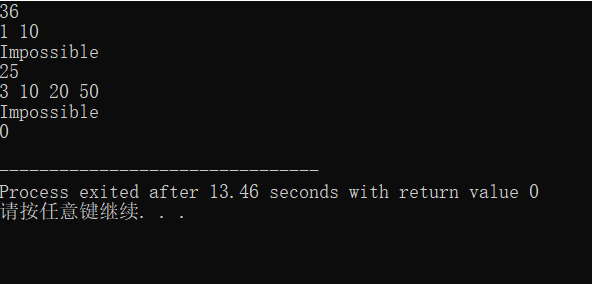 36
1 10
Impossible
25
3 10 20 50
Impossible
0
--------------------------------
Process exited after 13.46 seconds with return value 0
请按任意键继续. . .